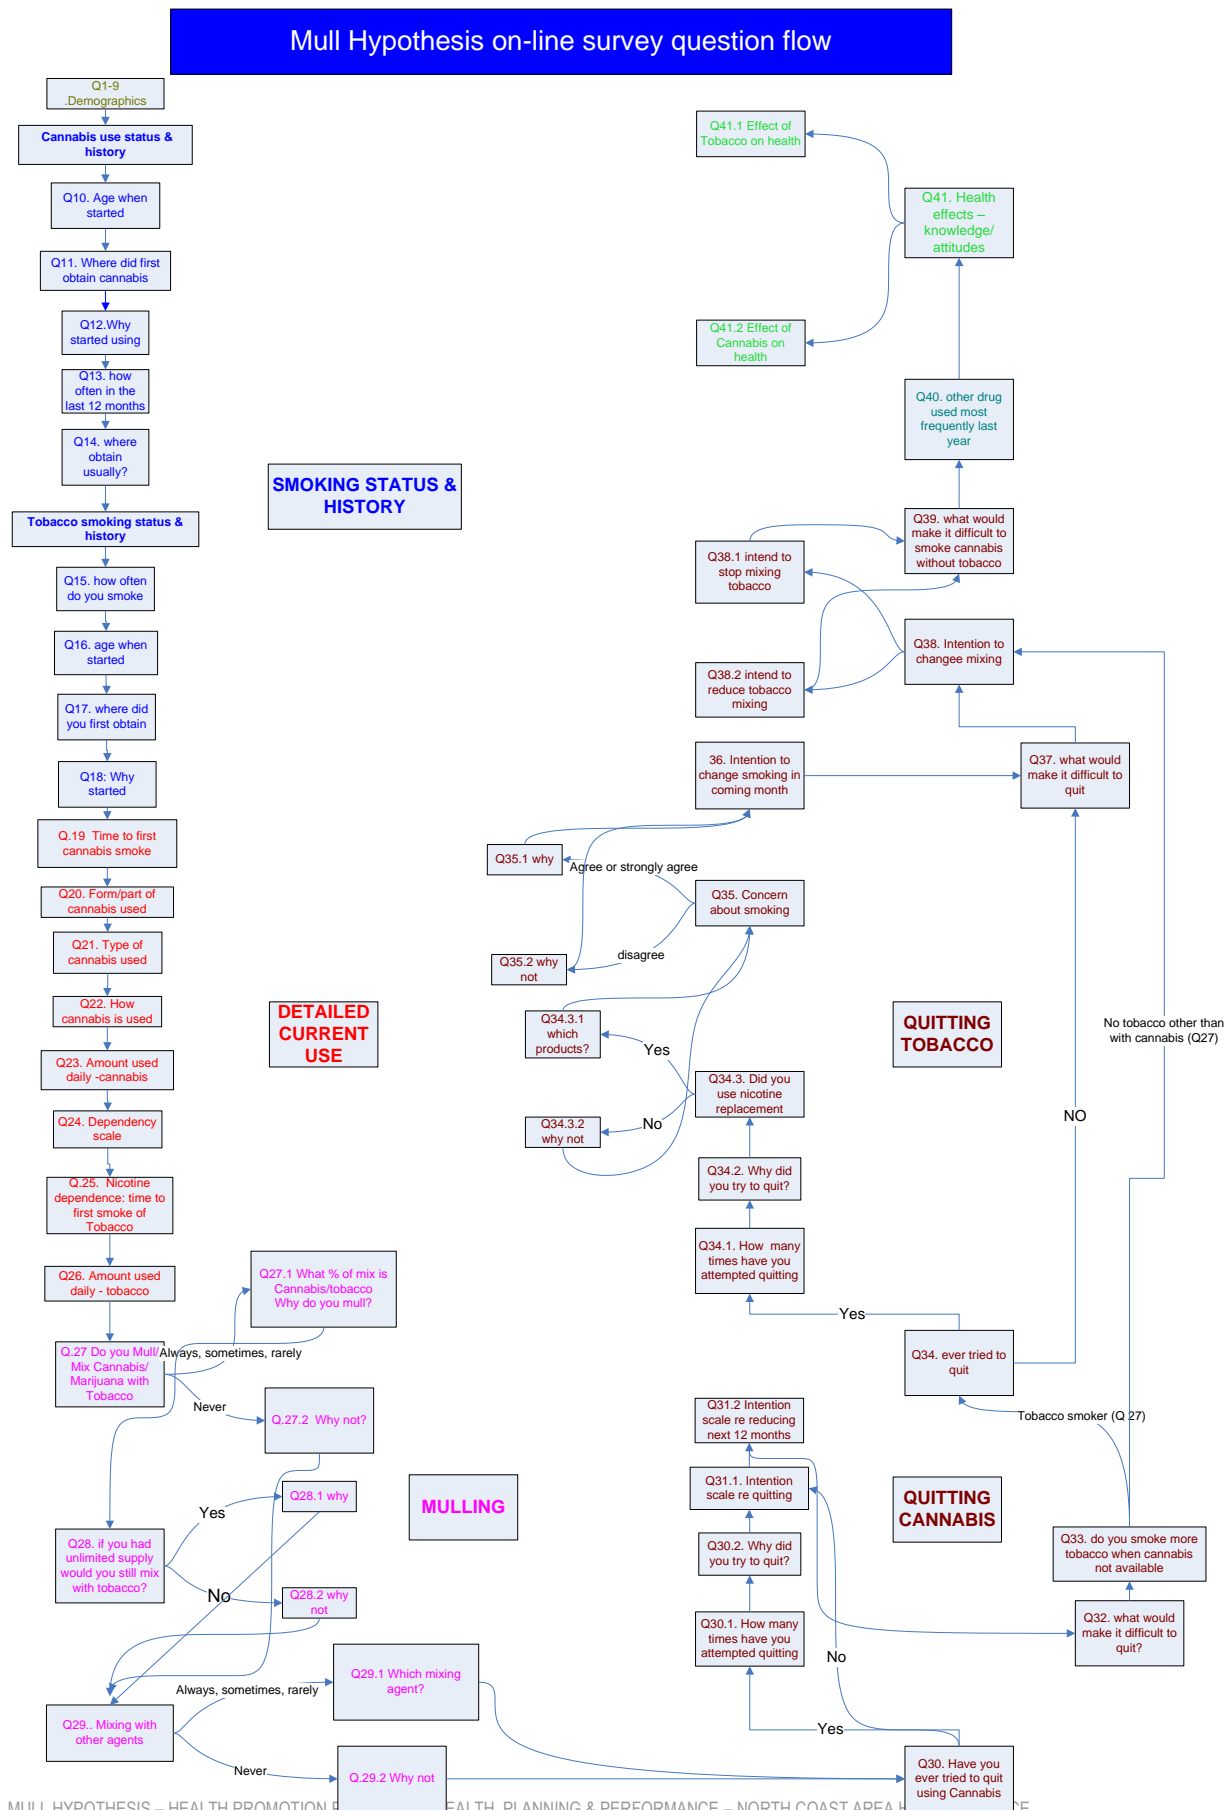 Mull Hypothesis on-line survey question flow
Q1-9
.Demographics
Cannabis use status &
history
Q10. Age when
started
Q11. Where did first
obtain cannabis
Q12.Why
started using
Q13. how
often in the
last 12 months
Q14. where
obtain
usually?
Tobacco smoking status &
history
Q15. how often
do you smoke
Q16. age when
started
Q17. where did
you first obtain
Q18: Why
started
Q.19 Time to first
cannabis smoke
Q20. Form/part of
cannabis used
Q21. Type of
cannabis used
Q22. How
cannabis is used
Q23. Amount used
daily -cannabis
Q24. Dependency
scale
Q.25. Nicotine
dependence: time to
first smoke of
Tobacco
Q26. Amount used
daily - tobacco
Q.27 Do you Mull/
Mix Cannabis/
Marijuana with
Tobacco
Always, sometimes, rarely
Never
Q27.1 What % of mix is
Cannabis/tobacco
Why do you mull?
Q.27.2 Why not?
Q28. if you had
unlimited supply
would you still mix
with tobacco?
Yes
No
Q28.1 why
Q28.2 why
not
Q29.. Mixing with
other agents
Always, sometimes, rarely
Never
Q29.1 Which mixing
agent?
Q.29.2 Why not
SMOKING STATUS &
HISTORY
DETAILED
CURRENT
USE
MULLING
QUITTING
TOBACCO
QUITTING
CANNABIS
Q41.1 Effect of
Tobacco on health
Q41. Health
effects –
knowledge/
attitudes
Q41.2 Effect of
Cannabis on
health
Q40. other drug
used most
frequently last
year
Q39. what would
make it difficult to
smoke cannabis
without tobacco
Q38.1 intend to
stop mixing
tobacco
Q38. Intention to
changee mixing
Q38.2 intend to
reduce tobacco
mixing
36. Intention to
change smoking in
coming month
Q37. what would
make it difficult to
quit
Q35.1 why
Agree or strongly agree
Q35. Concern
about smoking
disagree
Q35.2 why
not
Q34.3.1
which
products?
Yes
Q34.3. Did you
use nicotine
replacement
No
Q34.3.2
why not
Q34.2. Why did
you try to quit?
Q34.1. How many
times have you
attempted quitting
Yes
Q34. ever tried to
quit
NO
No tobacco other than
with cannabis (Q27)
Tobacco smoker (Q 27)
Q31.2 Intention
scale re reducing
next 12 months
Q31.1. Intention
scale re quitting
Q30.2. Why did
you try to quit?
Q30.1. How many
times have you
attempted quitting
Q33. do you smoke more
tobacco when cannabis
not available
Q32. what would
make it difficult to
quit?
No
Yes
Q30. Have you
ever tried to quit
using Cannabis
MULL HYPOTHESIS – HEALTH PROMOTION
HEALTH, PLANNING & PERFORMANCE – NORTH COAST AREA